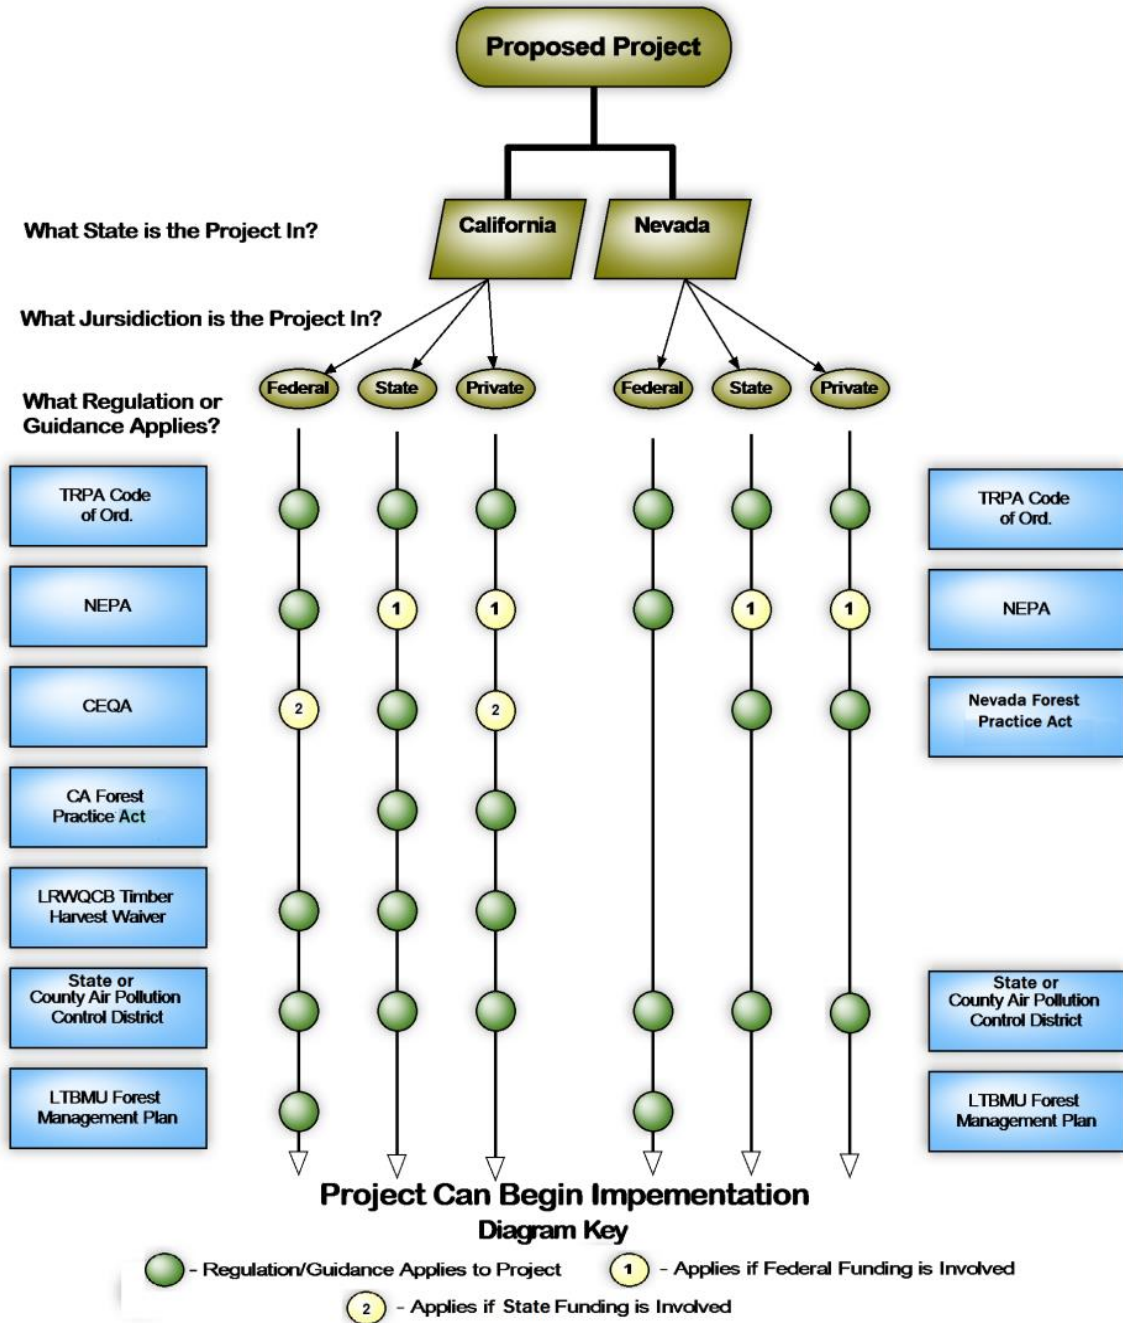 Proposed Project
What State is the Project In?
California
Nevada
What Jursidiction is the Project In?
Federal
State
Private
Federal
State
Private
What Regulation or
Guidance Applies?
TRPA Code
of Ord.
TRPA Code
of Ord.
NEPA
1
1
1
1
NEPA
CEQA
2
2
Nevada Forest
Practice Act
CA Forest
Practice Act
LRWQCB Timber
Harvest Waiver
State or
County Air Pollution
Control District
State or
County Air Pollution
Control District
LTBMU Forest
Management Plan
LTBMU Forest
Management Plan
Project Can Begin Impementation
Diagram Key
- Regulation/Guidance Applies to Project
1 - Applies if Federal Funding is Involved
2 - Applies if State Funding is Involved